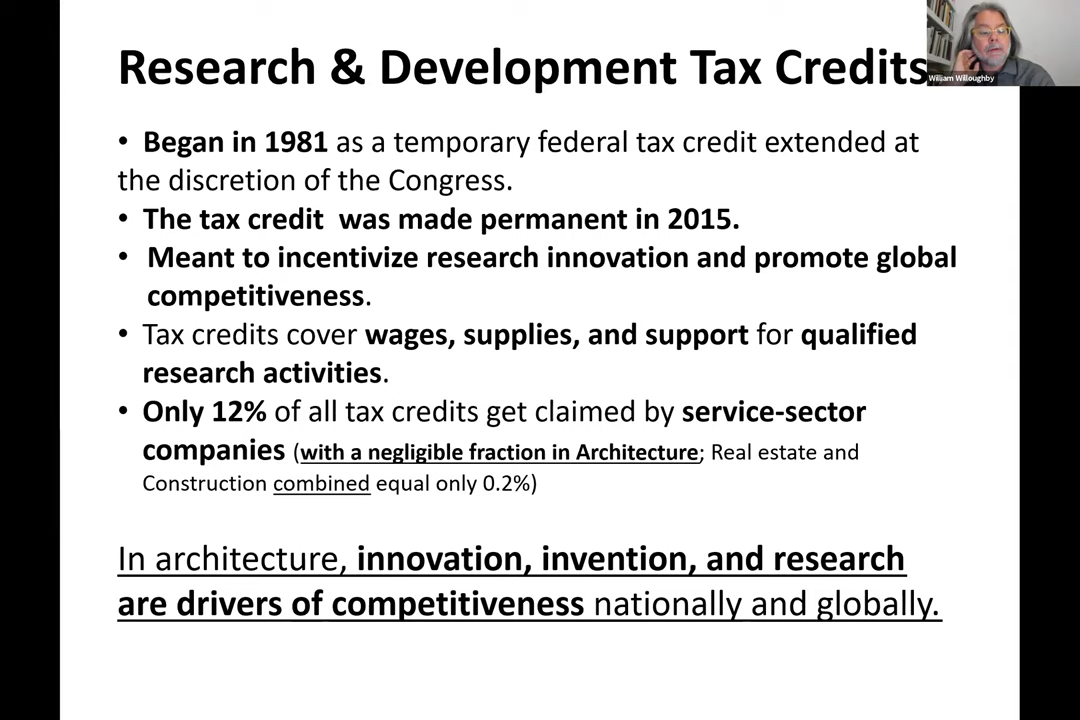 Research & Development Tax Credits
William Willoughby
• Began in 1981 as a temporary federal tax credit extended at
the discretion of the Congress.
• The tax credit was made permanent in 2015.
• Meant to incentivize research innovation and promote global
competitiveness.
• Tax credits cover wages, supplies, and support for qualified
research activities.
• Only 12% of all tax credits get claimed by service-sector
companies (with a negligible fraction in Architecture; Real estate and
Construction combined equal only 0.2%)
In architecture, innovation, invention, and research
are drivers of competitiveness nationally and globally.